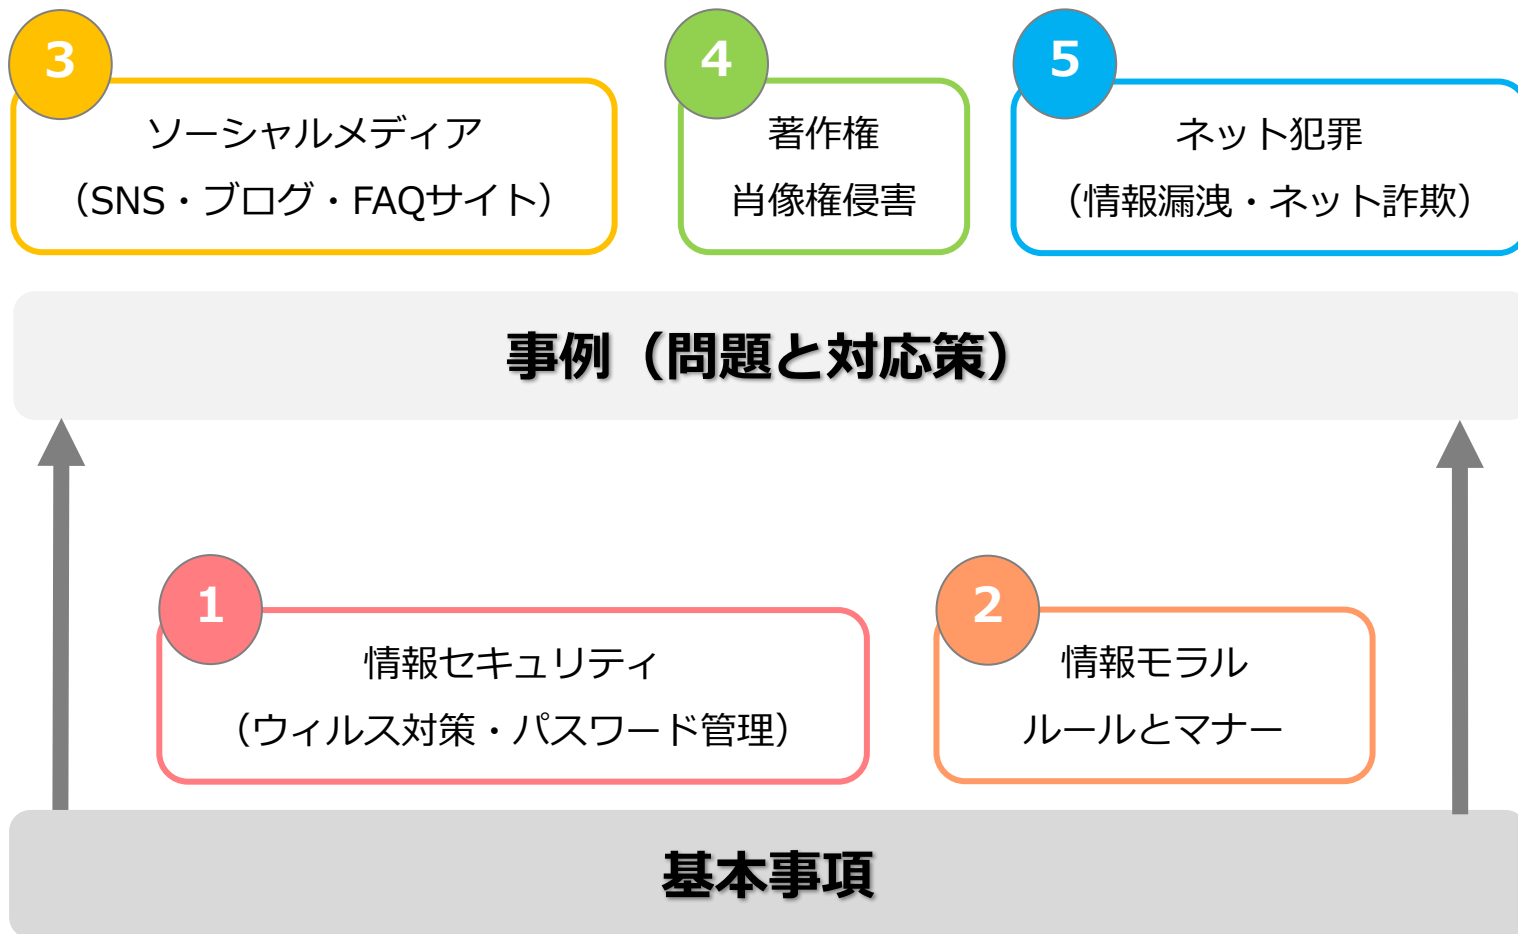 3
ソーシャルメディア
（SNS・ブログ・FAQサイト）
4
著作権
肖像権侵害
5
ネット犯罪
（情報漏洩・ネット詐欺）
事例（問題と対応策）
1
情報セキュリティ
（ウィルス対策・パスワード管理）
2
情報モラル
ルールとマナー
基本事項